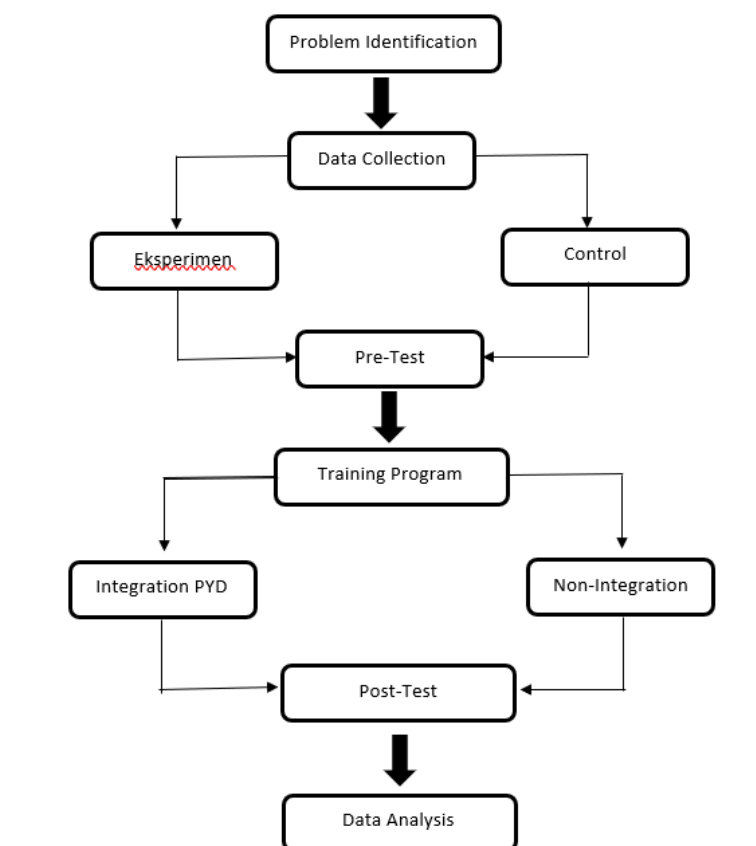 Problem Identification
Data Collection
Eksperimen
Control
Pre-Test
Training Program
Integration PYD
Non-Integration
Post-Test
Data Analysis